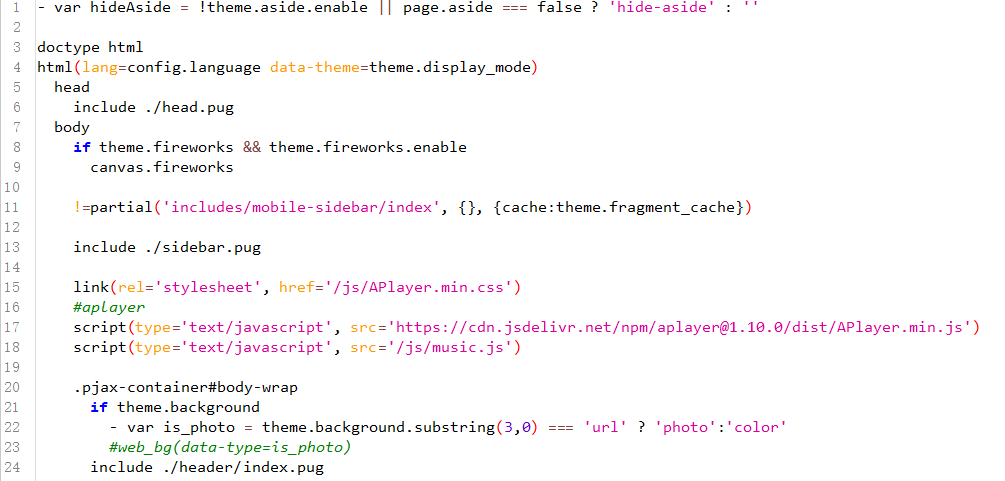 1 - var hideAside = !theme.aside.enable || page.aside === false ? 'hide-aside' : ''
2
3 doctype html
4 html(lang=config.language data-theme=theme.display_mode)
5   head
6     include ./head.pug
7   body
8     if theme.fireworks && theme.fireworks.enable
9       canvas.fireworks
10
11     !=partial('includes/mobile-sidebar/index', {}, {cache:theme.fragment_cache})
12
13     include ./sidebar.pug
14
15     link(rel='stylesheet', href='/js/APlayer.min.css')
16     #aplayer
17     script(type='text/javascript', src='https://cdn.jsdelivr.net/npm/aplayer@1.10.0/dist/APlayer.min.js')
18     script(type='text/javascript', src='/js/music.js')
19
20     .pjax-container#body-wrap
21       if theme.background
22         - var is_photo = theme.background.substring(3,0) === 'url' ? 'photo':'color'
23         #web_bg(data-type=is_photo)
24       include ./header/index.pug